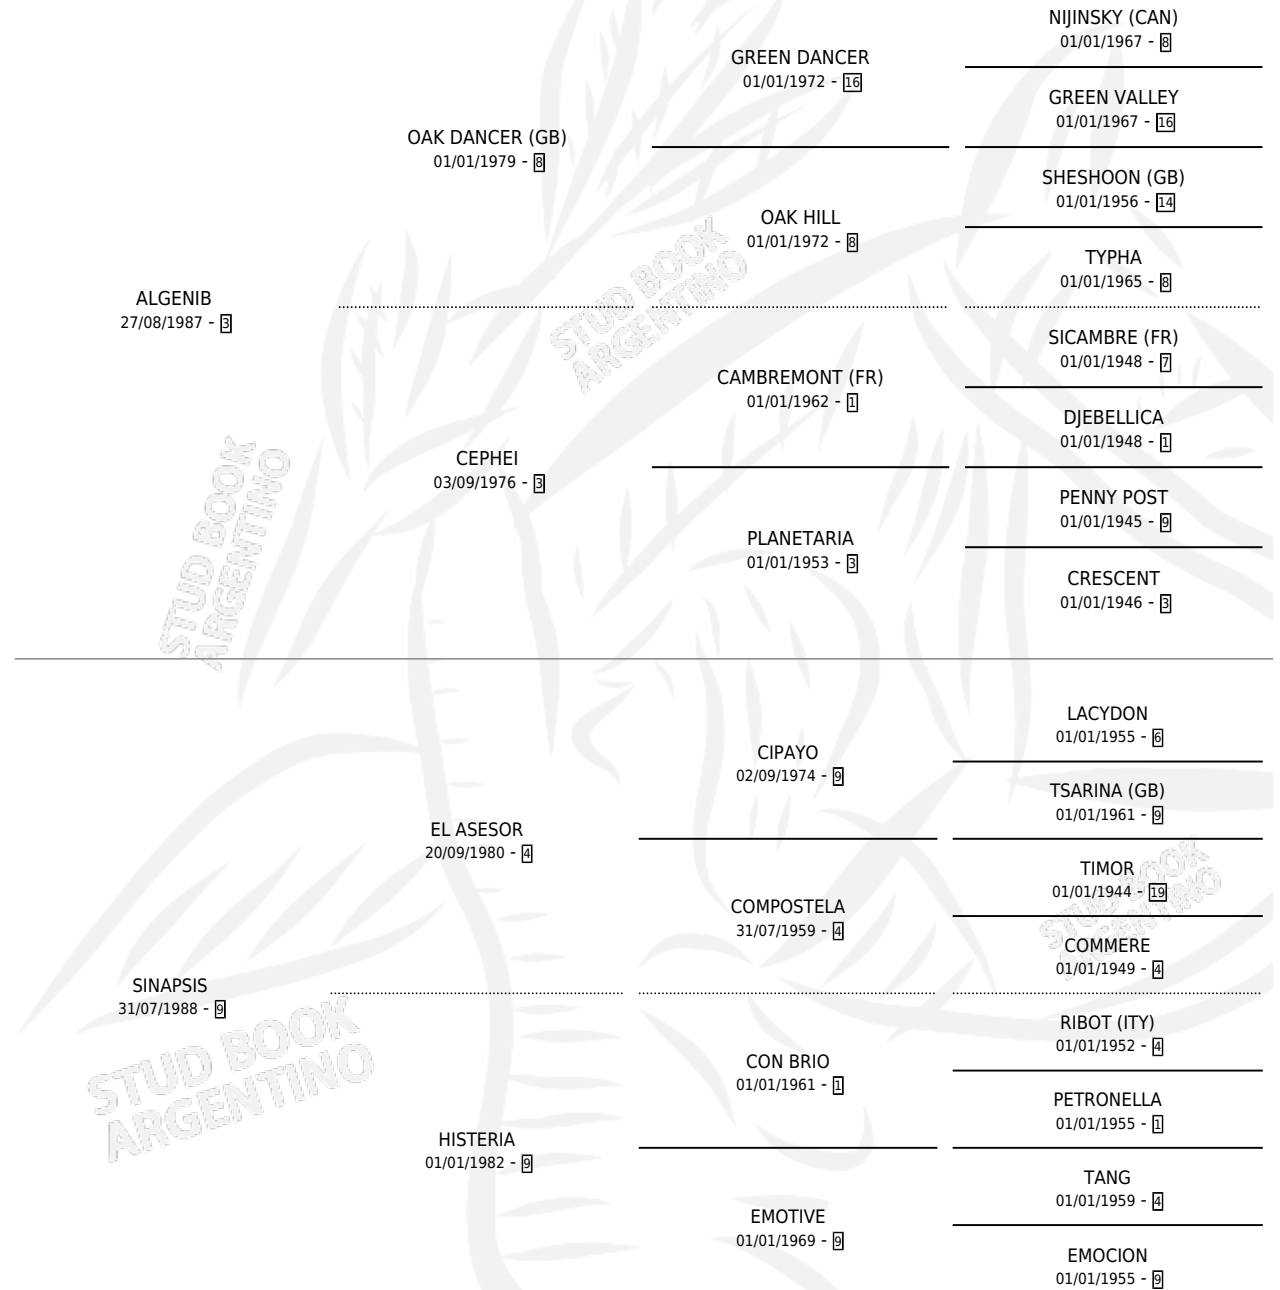 NIJINSKY (CAN)
01/01/1967 - 8
GREEN DANCER
01/01/1972 - 16
GREEN VALLEY
01/01/1967 - 16
OAK DANCER (GB)
01/01/1979 - 8
SHESHOON (GB)
01/01/1956 - 14
OAK HILL
01/01/1972 - 8
TYPHA
01/01/1965 - 8
ALGENIB
27/08/1987 - 3
SICAMBRE (FR)
01/01/1948 - 7
CAMBREMONT (FR)
01/01/1962 - 1
DJEBELLICA
01/01/1948 - 1
CEPHEI
03/09/1976 - 3
PENNY POST
01/01/1945 - 9
PLANETARIA
01/01/1953 - 3
CRESCENT
01/01/1946 - 3
LACYDON
01/01/1955 - 6
CIPAYO
02/09/1974 - 9
TSARINA (GB)
01/01/1961 - 9
EL ASESOR
20/09/1980 - 4
TIMOR
01/01/1944 - 19
COMPOSTELA
31/07/1959 - 4
COMMERE
01/01/1949 - 4
SINAPSIS
31/07/1988 - 9
RIBOT (ITY)
01/01/1952 - 4
CON BRIO
01/01/1961 - 1
PETRONELLA
01/01/1955 - 1
HISTERIA
01/01/1982 - 9
TANG
01/01/1959 - 4
EMOTIVE
01/01/1969 - 9
EMOCION
01/01/1955 - 9
STUD BOOK
ARGENTINO
STUD BOOK
ARGENTINO
STUD BOOK
ARGENTINO
STUD BOOK
ARGENTINO